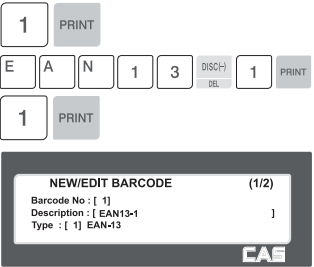 1 PRINT
E A N 1 3 DISC(-) DEL 1 PRINT
1 PRINT
NEW/EDIT BARCODE (1/2)
Barcode No : [ 1]
Description : [ EAN13-1 ]
Type : [ 1] EAN-13
CAS